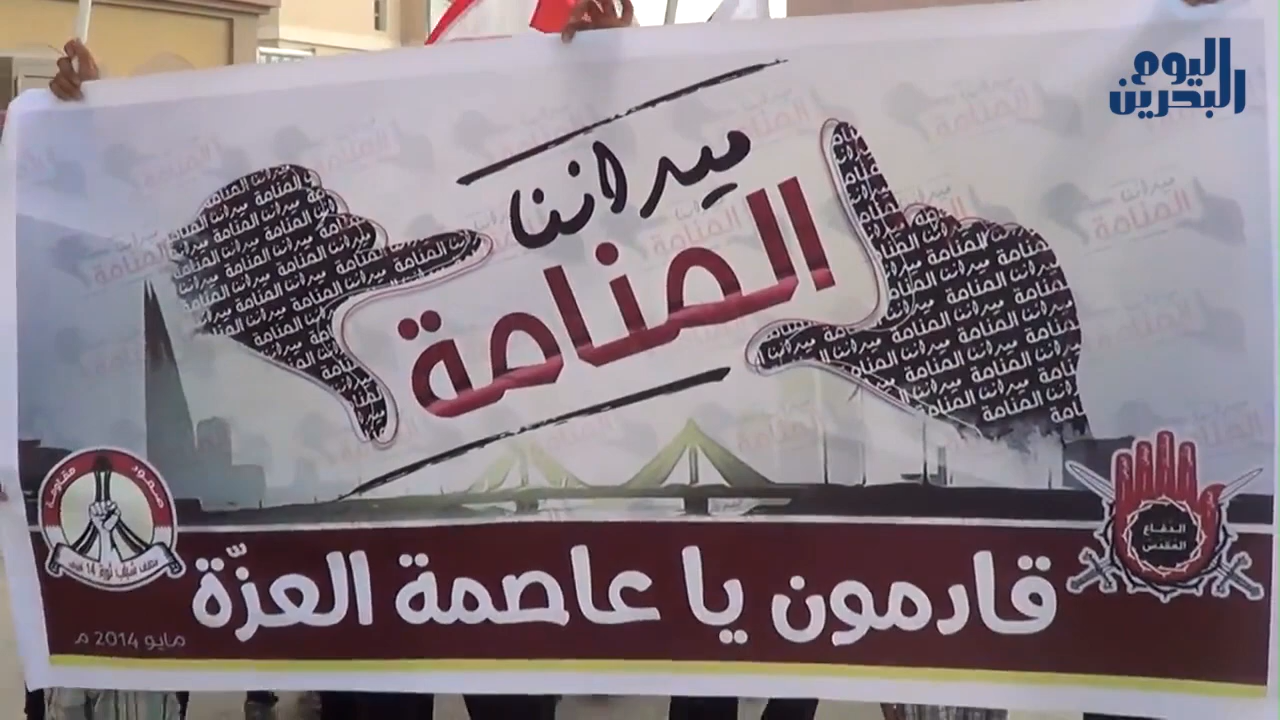 اليوم
البحرين
ميداننا
المنامة
صمود
مقاومة
الدفاع
المقدس
قادمون يا عاصمة العزّة
مايو 2014 م